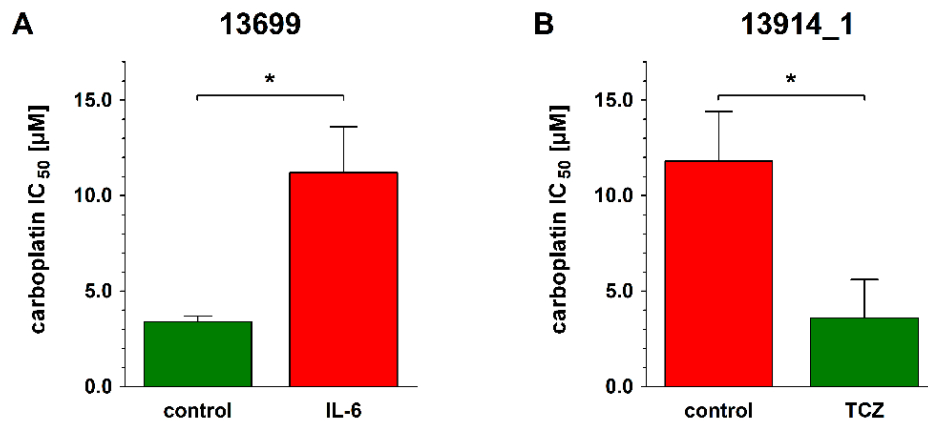 A 13699
carboplatin IC50 [µM]
15.0
10.0
5.0
0.0
*
control IL-6
B 13914_1
carboplatin IC50 [µM]
15.0
10.0
5.0
0.0
*
control TCZ